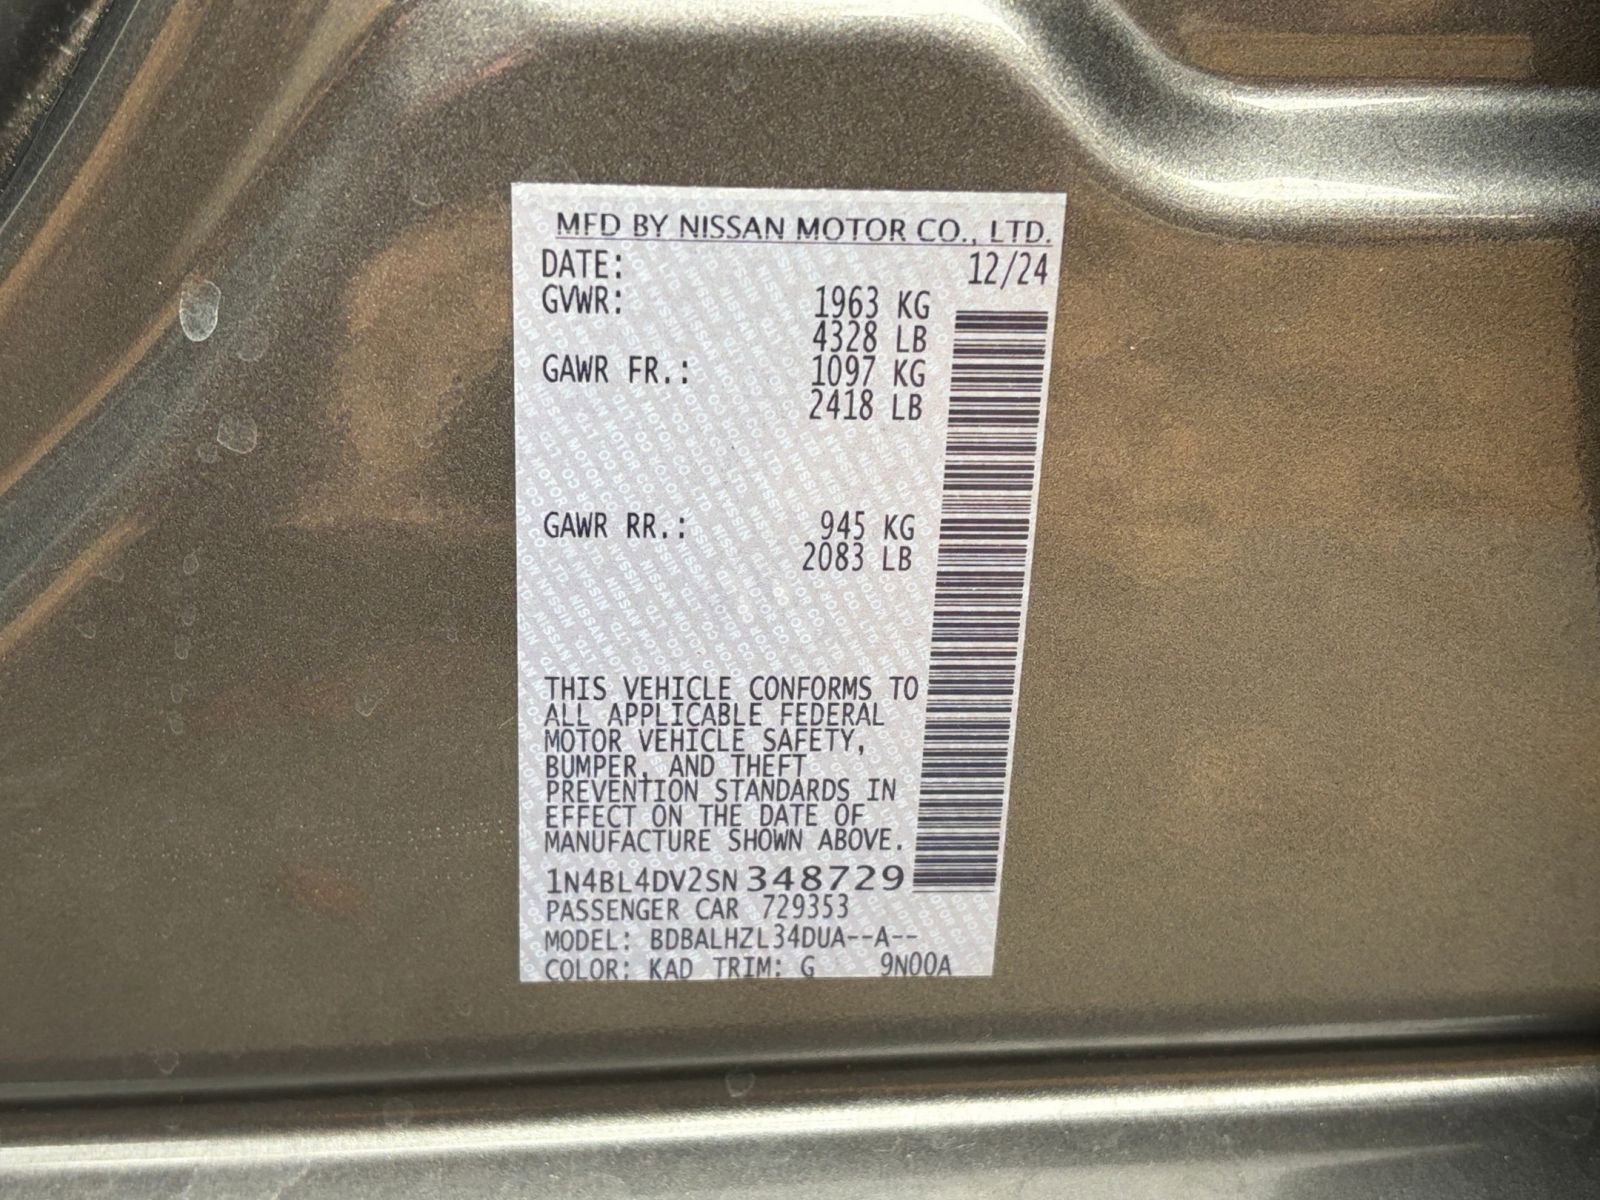 MFD BY NISSAN MOTOR CO., LTD.
DATE: 12/24
GVWR: 1963 KG
4328 LB
GAWR FR.: 1097 KG
2418 LB
GAWR RR.: 945 KG
2083 LB
THIS VEHICLE CONFORMS TO
ALL APPLICABLE FEDERAL
MOTOR VEHICLE SAFETY,
BUMPER, AND THEFT
PREVENTION STANDARDS IN
EFFECT ON THE DATE OF
MANUFACTURE SHOWN ABOVE.
1N4BL4DV2SN348729
PASSENGER CAR 729353
MODEL: BDBALHZL34DUA--A--
COLOR: KAD TRIM: G 9N00A